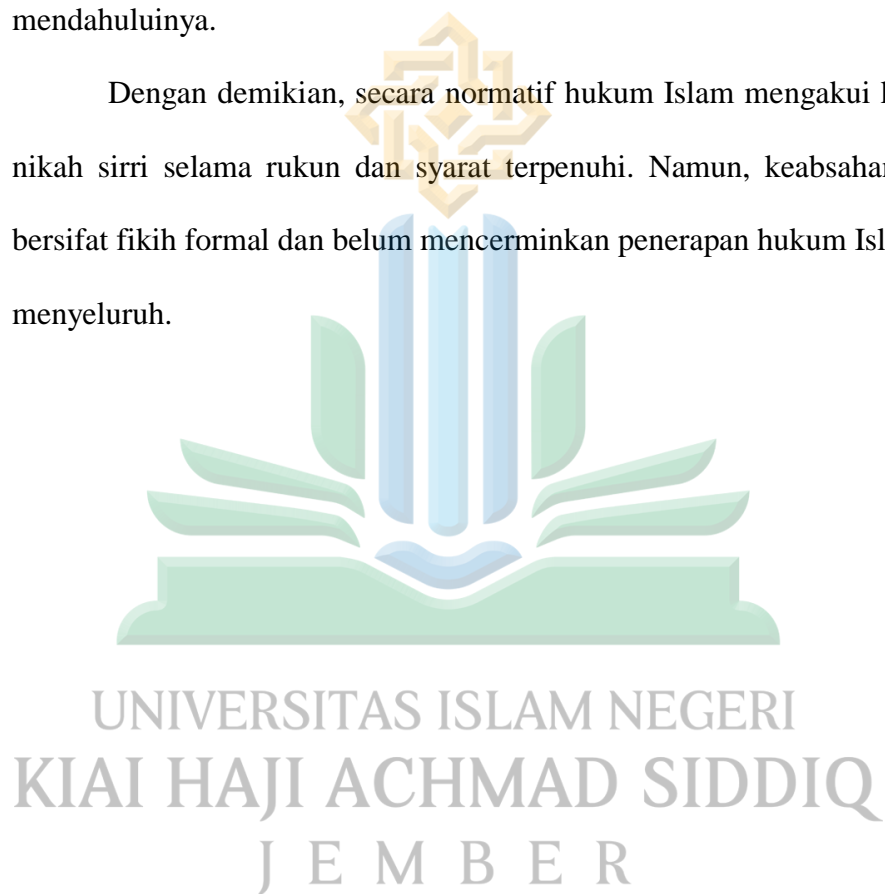 mendahuluinya.
Dengan demikian, secara normatif hukum Islam mengakui
nikah sirri selama rukun dan syarat terpenuhi. Namun, keabsahan
bersifat fikih formal dan belum mencerminkan penerapan hukum
menyeluruh.
UNIVERSITAS ISLAM NEGERI
KIAI HAJI ACHMAD SIDDIQ
JEMBER